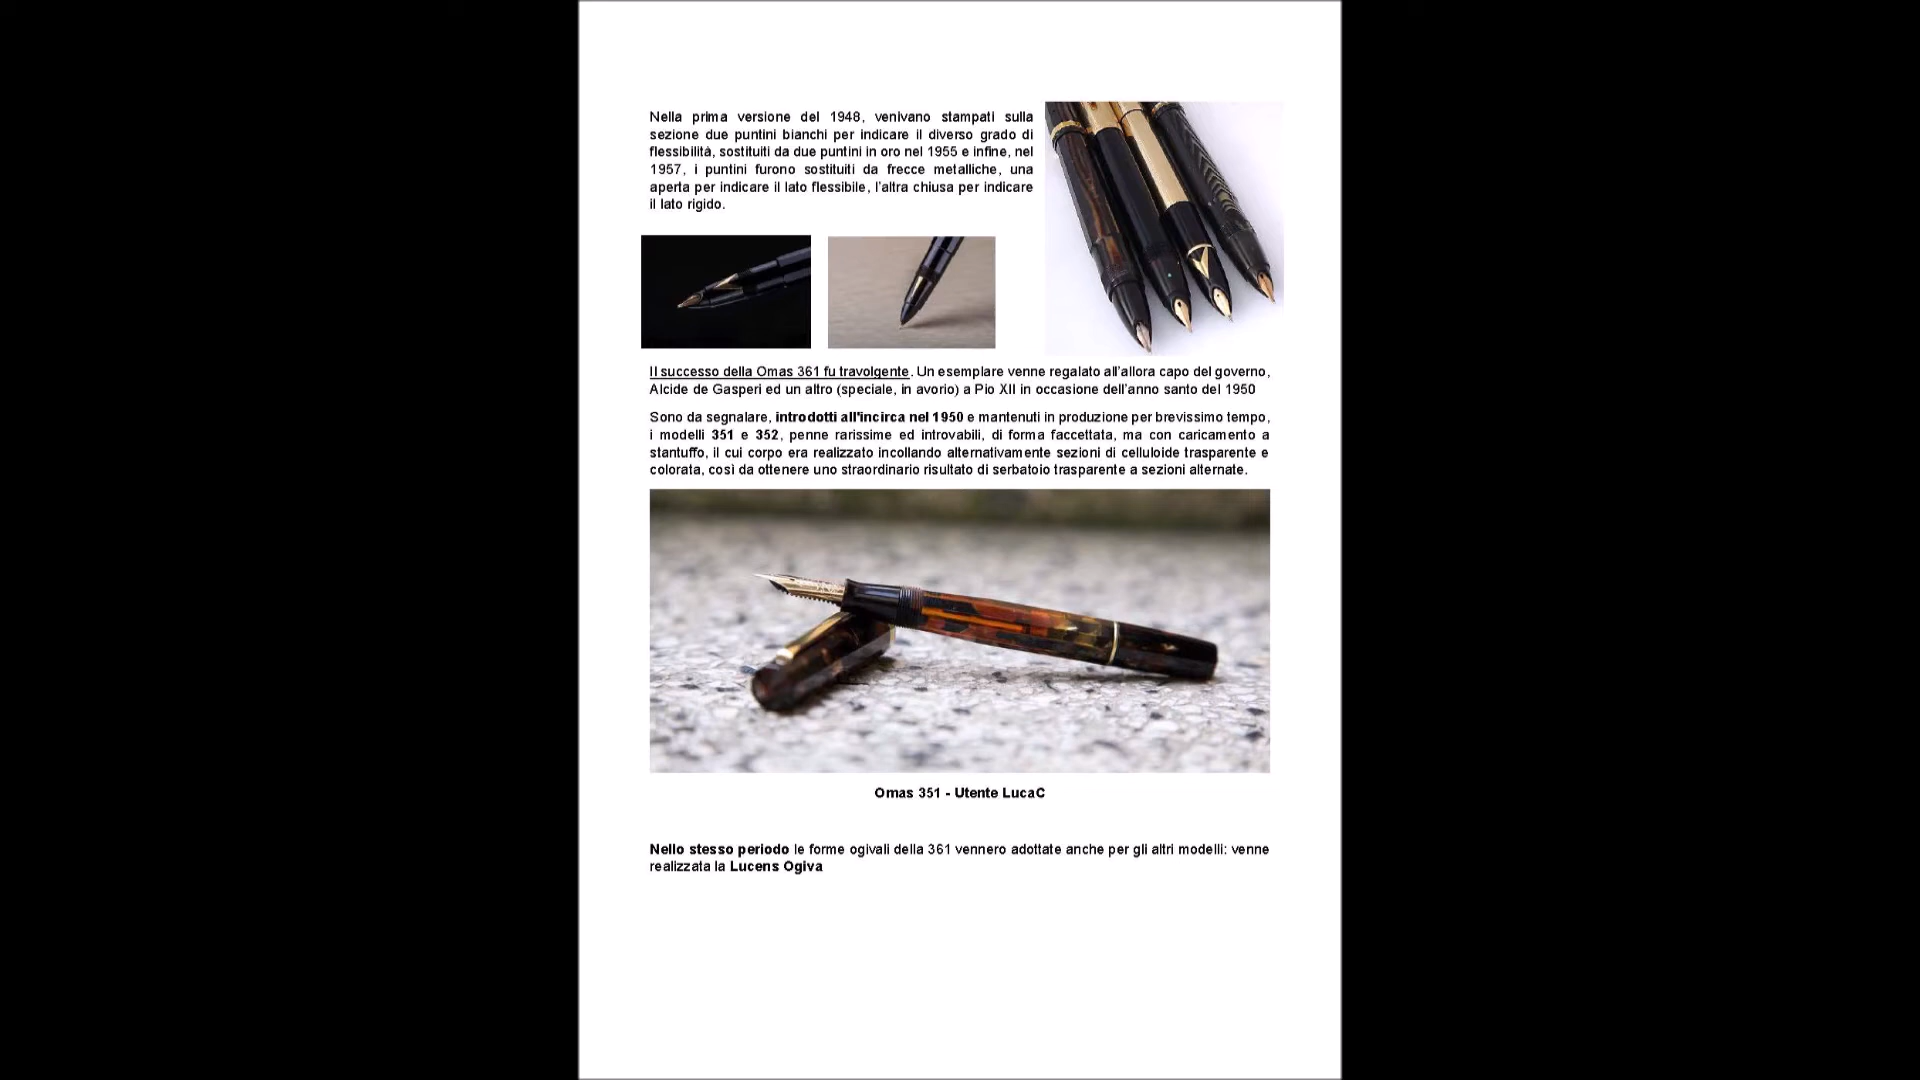 Nella prima versione del 1948, venivano stampati sulla
sezione due puntini bianchi per indicare il diverso grado di
flessibilità, sostituiti da due puntini in oro nel 1955 e infine, nel
1957, i puntini furono sostituiti da frecce metalliche, una
aperta per indicare il lato flessibile, l'altra chiusa per indicare
il lato rigido.
Il successo della Omas 361 fu travolgente. Un esemplare venne regalato all'allora capo del governo,
Alcide de Gasperi ed un altro (speciale, in avorio) a Pio XII in occasione dell'anno santo del 1950
Sono da segnalare, introdotti all'incirca nel 1950 e mantenuti in produzione per brevissimo tempo,
i modelli 351 e 352, penne rarissime ed introvabili, di forma faccettata, ma con caricamento a
stantuffo, il cui corpo era realizzato incollando alternativamente sezioni di celluloide trasparente e
colorata, così da ottenere uno straordinario risultato di serbatoio trasparente a sezioni alternate.
Omas 351 - Utente LucaC
Nello stesso periodo le forme ogivali della 361 vennero adottate anche per gli altri modelli: venne
realizzata la Lucens Ogiva